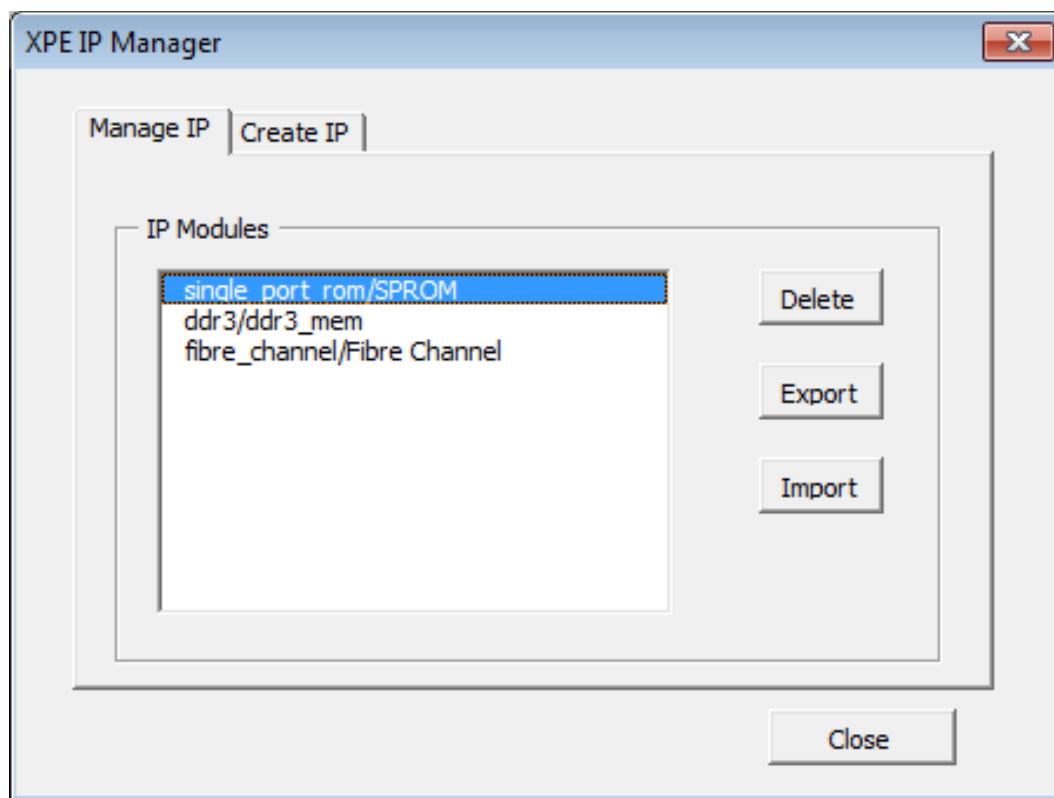 XPE IP Manager
Manage IP
Create IP
IP Modules
single_port_rom/SPROM
ddr3/ddr3_mem
fibre_channel/Fibre Channel
Delete
Export
Import
Close